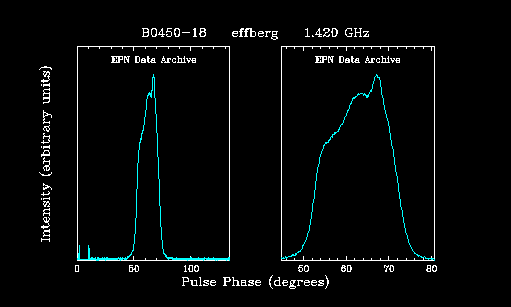 B0450-18 effberg 1.420 GHz
EPN Data Archive EPN Data Archive
Intensity (arbitrary units)
0 50 100 50 60 70 80
Pulse Phase (degrees)